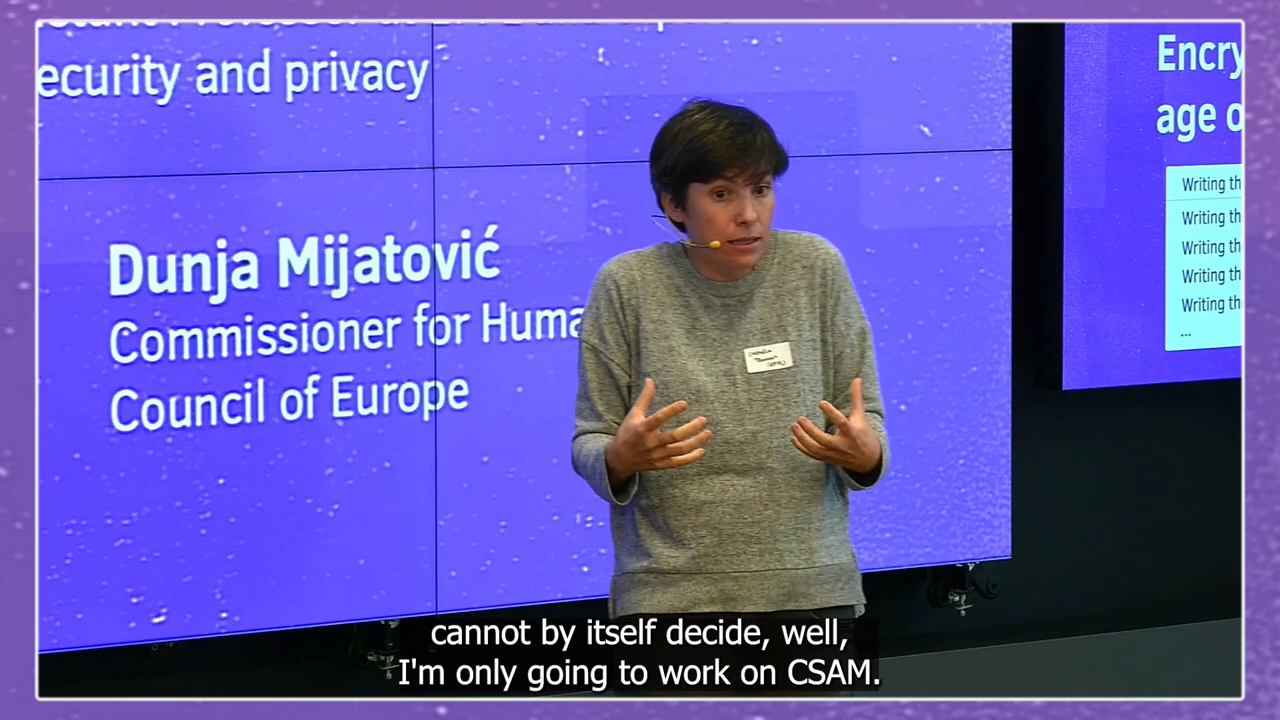 ecurity and privacy
Dunja Mijatović
Commissioner for Huma
Council of Europe
Encry
age o
Writing th
Writing th
Writing th
Writing th
Writing th
...
cannot by itself decide, well,
I'm only going to work on CSAM.